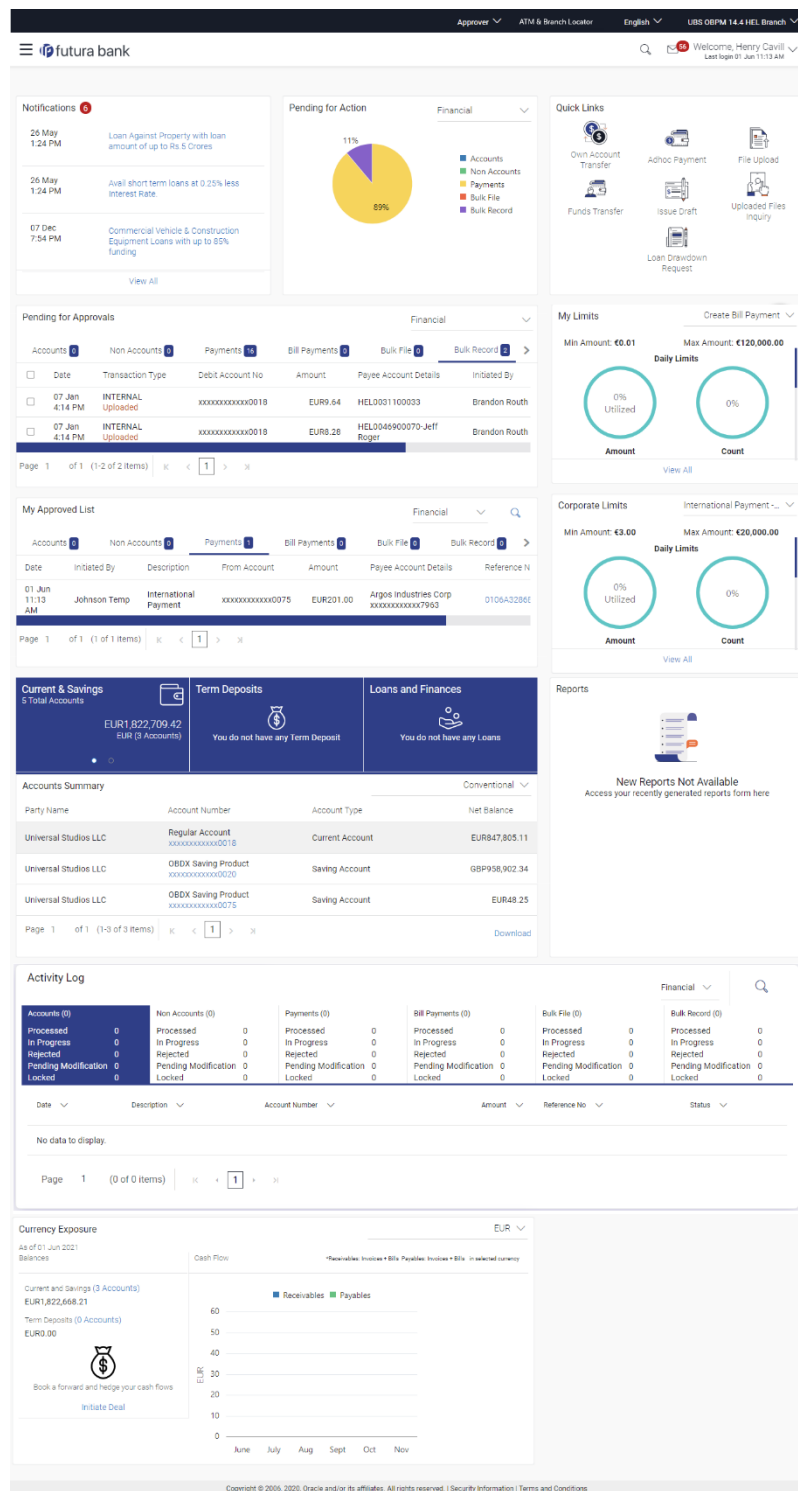 Approver ATM & Branch Locator English UBS OBPM 14.4 HEL Branch
futura bank
56 Welcome, Henry Cavill
Last login 01 Jun 11:13 AM
Notifications 6
26 May
1:24 PM
Loan Against Property with loan
amount of up to Rs.5 Crores.
26 May
1:24 PM
Avail short term loans at 0.25% less
Interest Rate.
07 Dec
7:54 PM
Commercial Vehicle & Construction
Equipment Loans with up to 85%
funding
View All
Pending for Action Financial
11%
89%
Accounts
Non Accounts
Payments
Bulk File
Bulk Record
Quick Links
Own Account
Transfer
Adhoc Payment
File Upload
Funds Transfer
Issue Draft
Uploaded Files
Inquiry
Loan Drawdown
Request
Pending for Approvals Financial
Accounts 0 Non Accounts 0 Payments 16 Bill Payments 0 Bulk File 0 Bulk Record 2
Date Transaction Type Debit Account No Amount Payee Account Details Initiated By
07 Jan
4:14 PM
INTERNAL
Uploaded
xxxxxxxxxxxx0018 EUR9.64 HEL0031100033 Brandon Routh
07 Jan
4:14 PM
INTERNAL
Uploaded
xxxxxxxxxxxx0018 EUR8.28
HEL0046900070-Jeff
Roger
Brandon Routh
Page 1 of 1 (1-2 of 2 items) 1
My Limits Create Bill Payment
Min Amount: €0.01 Max Amount: €120,000.00
Daily Limits
0%
Utilized
0%
Amount Count
View All
My Approved List Financial
Accounts 0 Non Accounts 0 Payments 1 Bill Payments 0 Bulk File 0 Bulk Record 0
Date Initiated By Description From Account Amount Payee Account Details Reference N
01 Jun
11:13
AM
Johnson Temp
International
Payment
xxxxxxxxxxxx0075 EUR201.00
Argos Industries Corp
xxxxxxxxxxxx7963
0106A3286E
Page 1 of 1 (1 of 1 items) 1
Corporate Limits International Payment -...
Min Amount: €3.00 Max Amount: €20,000.00
Daily Limits
0%
Utilized
0%
Amount Count
View All
Current & Savings
5 Total Accounts
EUR1,822,709.42
EUR (3 Accounts)
Term Deposits
You do not have any Term Deposit
Loans and Finances
You do not have any Loans
Reports
New Reports Not Available
Access your recently generated reports form here
Accounts Summary Conventional
Party Name Account Number Account Type Net Balance
Universal Studios LLC
Regular Account
xxxxxxxxxxxx0018
Current Account EUR847,805.11
Universal Studios LLC
OBDX Saving Product
xxxxxxxxxxxx0020
Saving Account GBP958,902.34
Universal Studios LLC
OBDX Saving Product
xxxxxxxxxxxx0075
Saving Account EUR48.25
Page 1 of 1 (1-3 of 3 items) 1
Download
Activity Log Financial
Accounts (0) Non Accounts (0) Payments (0) Bill Payments (0) Bulk File (0) Bulk Record (0)
Processed 0 Processed 0 Processed 0 Processed 0 Processed 0 Processed 0
In Progress 0 In Progress 0 In Progress 0 In Progress 0 In Progress 0 In Progress 0
Rejected 0 Rejected 0 Rejected 0 Rejected 0 Rejected 0 Rejected 0
Pending Modification 0 Pending Modification 0 Pending Modification 0 Pending Modification 0 Pending Modification 0 Pending Modification 0
Locked 0 Locked 0 Locked 0 Locked 0 Locked 0 Locked 0
Date Description Account Number Amount Reference No Status
No data to display.
Page 1 (0 of 0 items) 1
Currency Exposure EUR
As of 01 Jun 2021
Balances
Cash Flow *Receivables: Invoices + Bills Payables: Invoices + Bills in selected currency
Current and Savings (3 Accounts)
EUR1,822,668.21
Term Deposits (0 Accounts)
EUR0.00
Book a forward and hedge your cash flows
Initiate Deal
Receivables Payables
60
50
40
30
20
10
0
EUR
June July Aug Sept Oct Nov
Copyright © 2006, 2020, Oracle and/or its affiliates. All rights reserved. | Security Information | Terms and Conditions